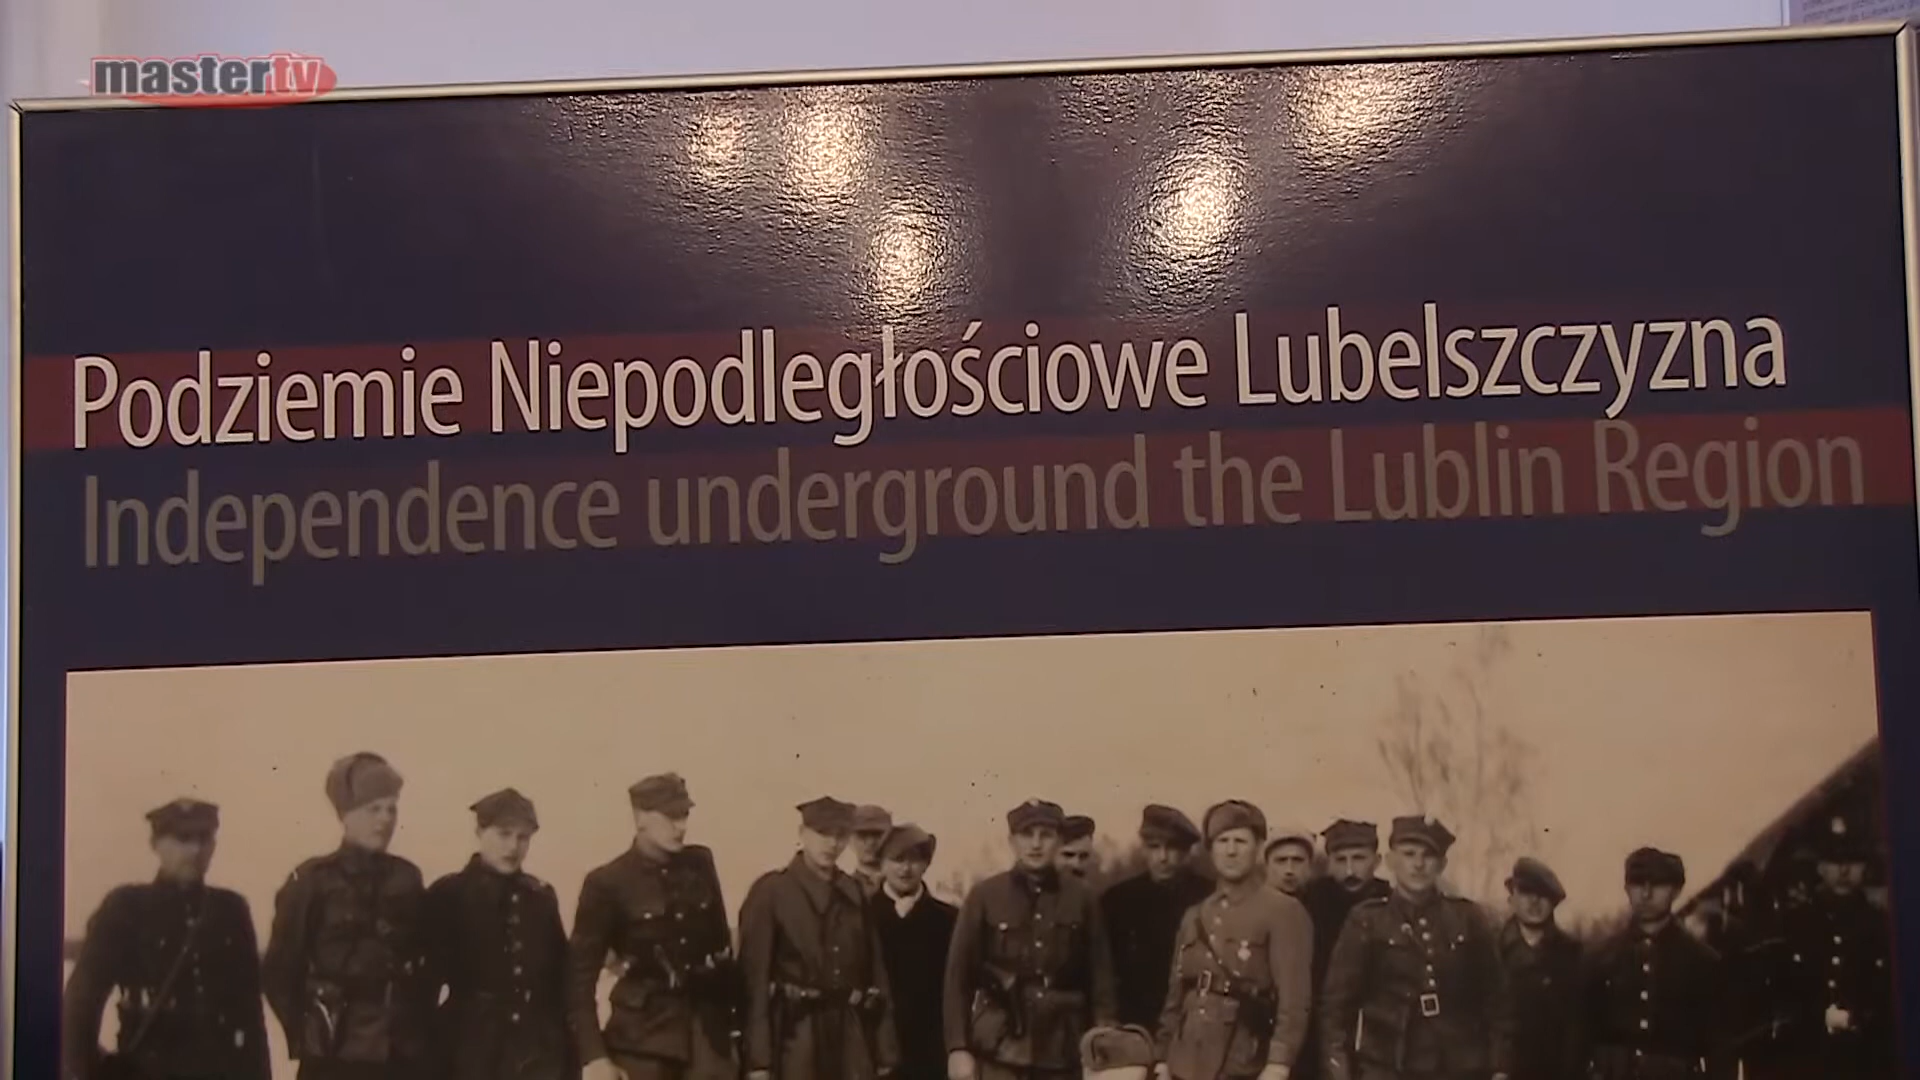 mastertv
Podziemie Niepodległościowe Lubelszczyzna
Independence underground the Lublin Region